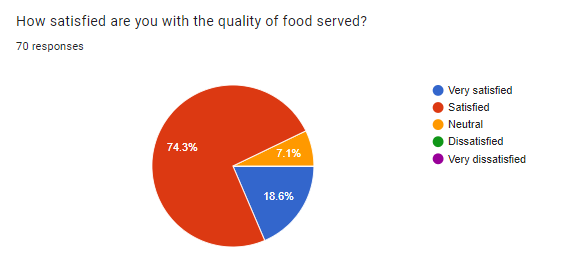 How satisfied are you with the quality of food served?
70 responses
74.3%
7.1%
18.6%
Very satisfied
Satisfied
Neutral
Dissatisfied
Very dissatisfied